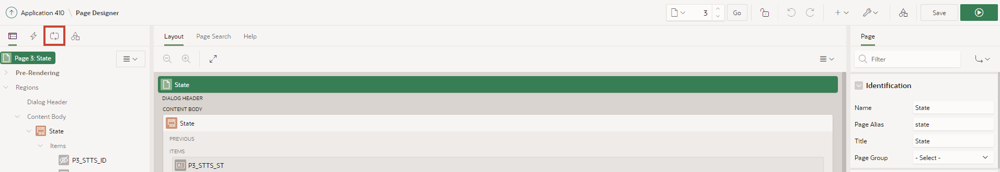 Application 410 \ Page Designer
3
Go
Save
Layout Page Search Help
Page
Page 3: State
Pre-Rendering
Regions
Dialog Header
Content Body
State
Items
P3_STTS_ID
State
DIALOG HEADER
CONTENT BODY
State
PREVIOUS
ITEMS
P3_STTS_ST
Filter
Identification
Name State
Page Alias state
Title State
Page Group - Select -